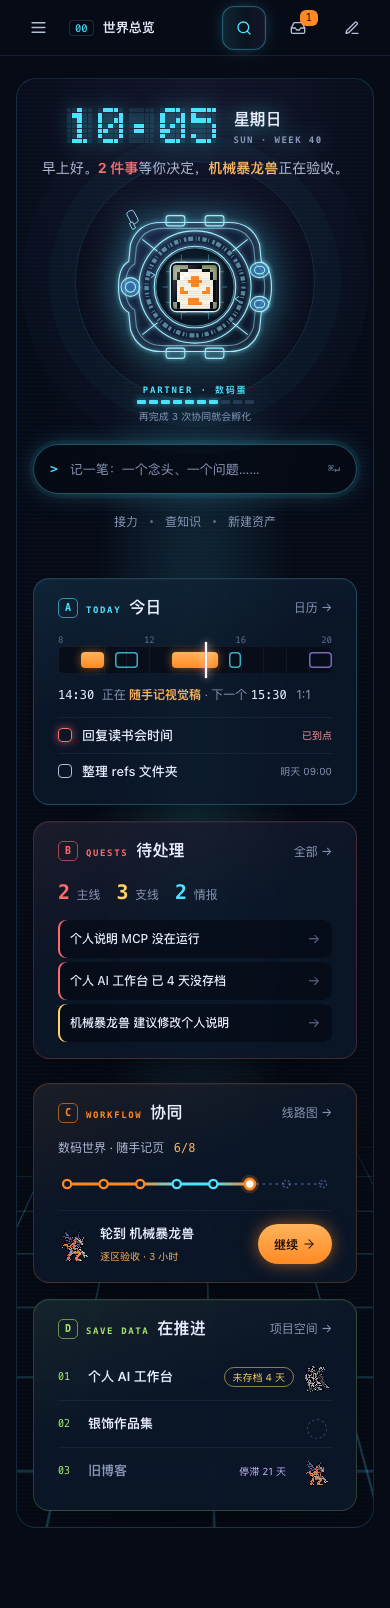 00 世界总览 1
10-05 星期日
SUN · WEEK 40
早上好。2 件事等你决定，机械暴龙兽正在验收。
PARTNER · 数码蛋
再完成 3 次协同就会孵化
> 记一笔：一个念头、一个问题…… ⌘↵
接力 • 查知识 • 新建资产
A TODAY 今日 日历 →
8 12 16 20
14:30 正在 随手记视觉稿 · 下一个 15:30 1:1
回复读书会时间 已到点
整理 refs 文件夹 明天 09:00
B QUESTS 待处理 全部 →
2 主线 3 支线 2 情报
个人说明 MCP 没在运行 →
个人 AI 工作台 已 4 天没存档 →
机械暴龙兽 建议修改个人说明 →
C WORKFLOW 协同 线路图 →
数码世界 · 随手记页 6/8
轮到 机械暴龙兽
逐区验收 · 3 小时
继续 →
D SAVE DATA 在推进 项目空间 →
01 个人 AI 工作台 未存档 4 天
02 银饰作品集
03 旧博客 停滞 21 天